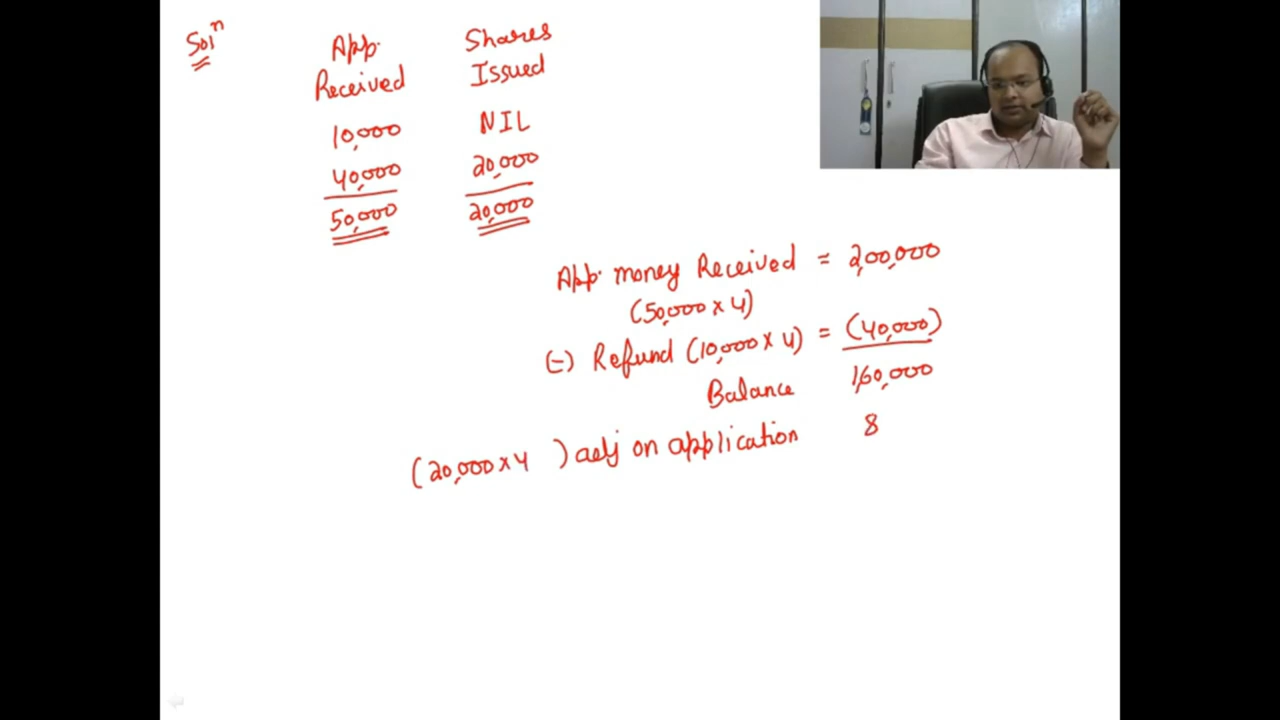 Solⁿ
App. Shares
Received Issued
10,000 NIL
40,000 20,000
50,000 20,000
App. money Received = 2,00,000
(50,000 x 4)
(-) Refund (10,000 x 4) = (40,000)
Balance 1,60,000
(20,000 x 4 ) adj on application 8